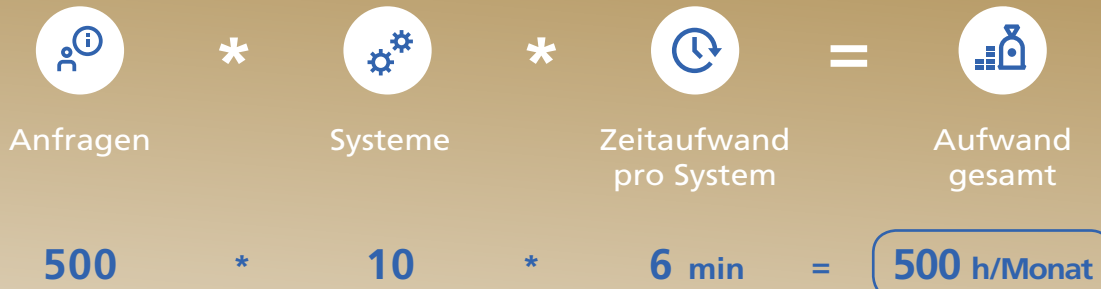 * * =
Anfragen Systeme Zeitaufwand pro System Aufwand gesamt
500 * 10 * 6 min = 500 h/Monat